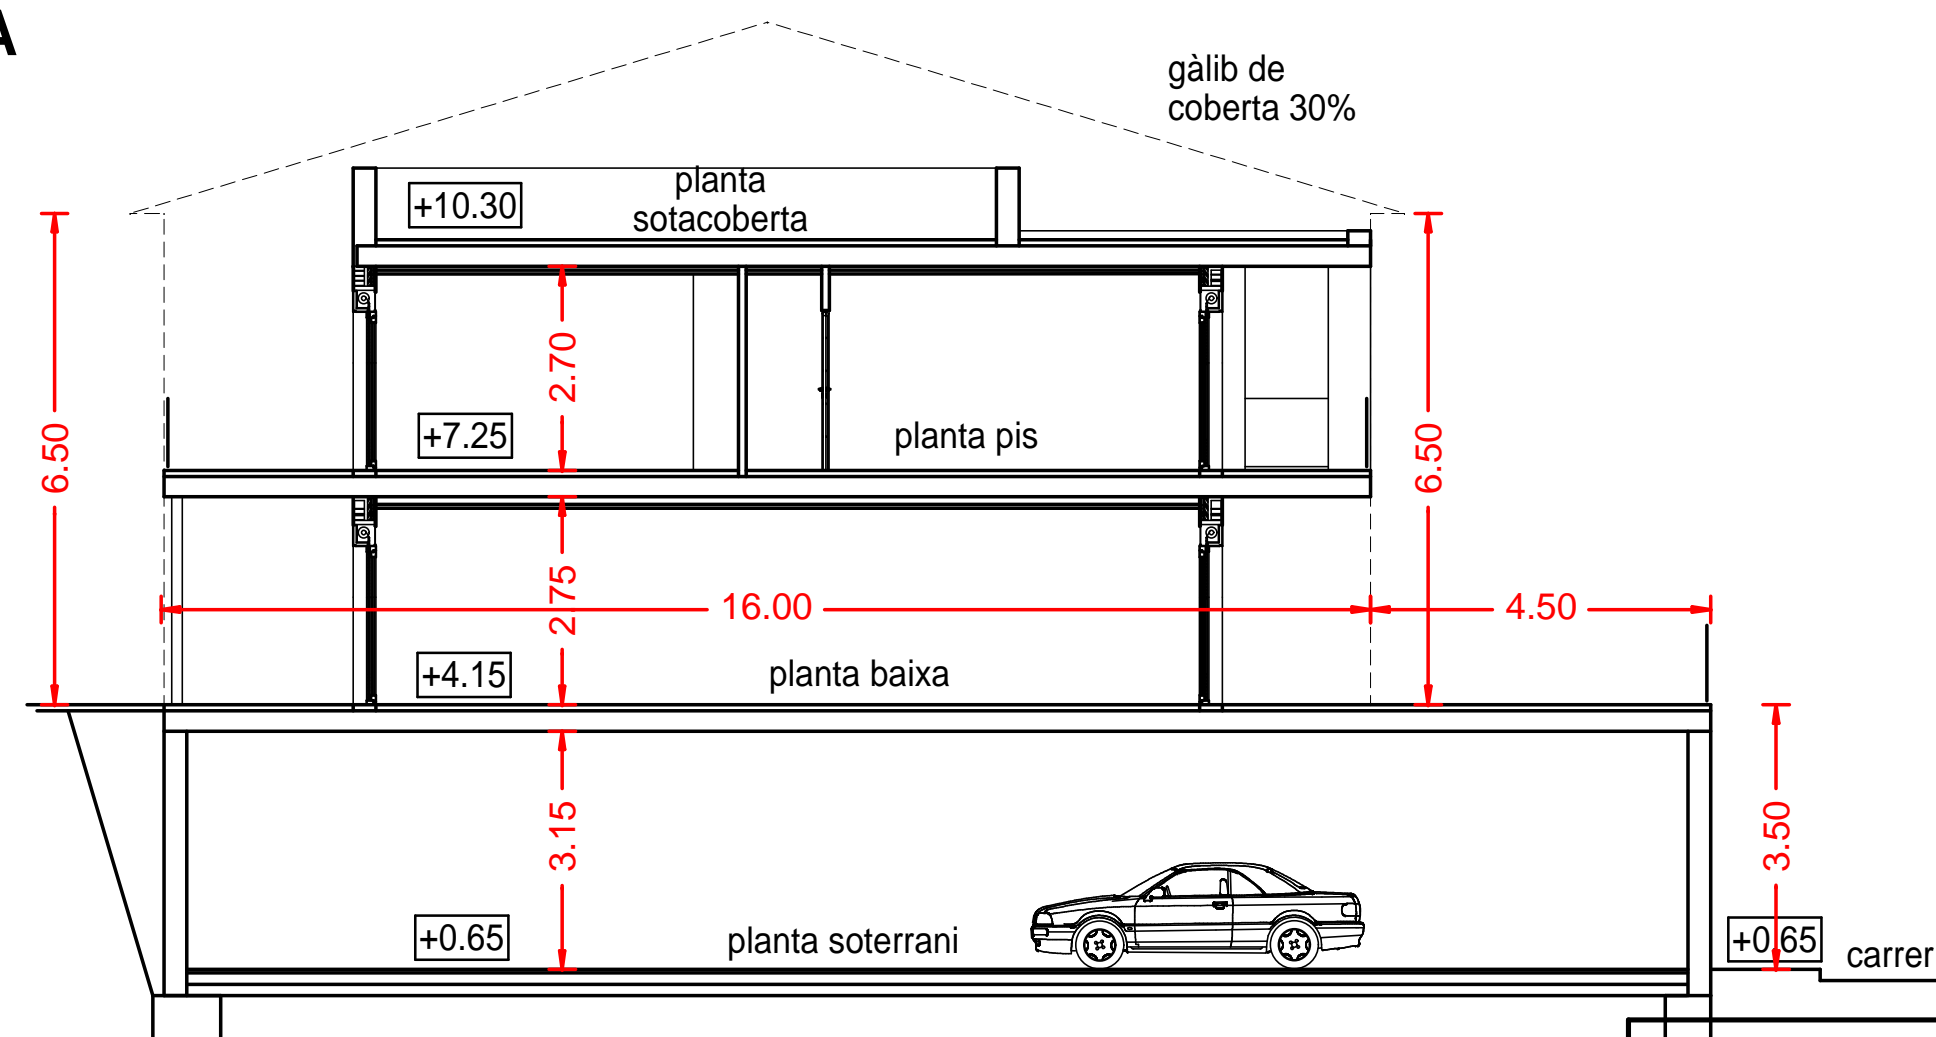 A
gàlib de
coberta 30%
planta
sotacoberta
+10.30
2.70
+7.25
planta pis
6.50
6.50
2.75
16.00
4.50
+4.15
planta baixa
3.15
3.50
+0.65
planta soterrani
+0.65
carrer